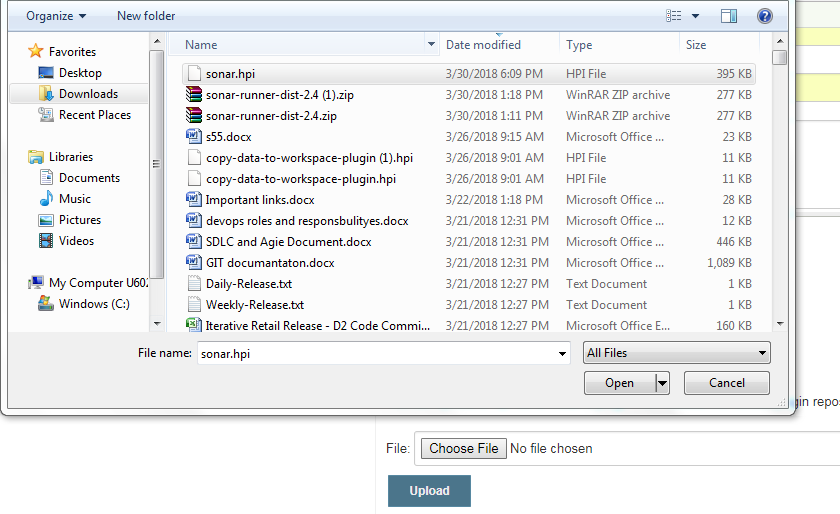 Organize New folder
Name Date modified Type Size
Favorites
Desktop
Downloads
Recent Places
Libraries
Documents
Music
Pictures
Videos
My Computer U602
Windows (C:)
sonar.hpi 3/30/2018 6:09 PM HPI File 395 KB
sonar-runner-dist-2.4 (1).zip 3/30/2018 1:18 PM WinRAR ZIP archive 277 KB
sonar-runner-dist-2.4.zip 3/30/2018 1:11 PM WinRAR ZIP archive 277 KB
s55.docx 3/26/2018 9:15 AM Microsoft Office ... 23 KB
copy-data-to-workspace-plugin (1).hpi 3/26/2018 9:01 AM HPI File 11 KB
copy-data-to-workspace-plugin.hpi 3/26/2018 9:01 AM HPI File 11 KB
Important links.docx 3/22/2018 1:18 PM Microsoft Office ... 28 KB
devops roles and responsbulityes.docx 3/21/2018 12:31 PM Microsoft Office ... 12 KB
SDLC and Agie Document.docx 3/21/2018 12:31 PM Microsoft Office ... 446 KB
GIT documantaton.docx 3/21/2018 12:31 PM Microsoft Office ... 1,089 KB
Daily-Release.txt 3/21/2018 12:27 PM Text Document 1 KB
Weekly-Release.txt 3/21/2018 12:27 PM Text Document 1 KB
Iterative Retail Release - D2 Code Commi... 3/21/2018 12:27 PM Microsoft Office E... 160 KB
File name: sonar.hpi All Files
Open Cancel
gin repos
File: Choose File No file chosen
Upload